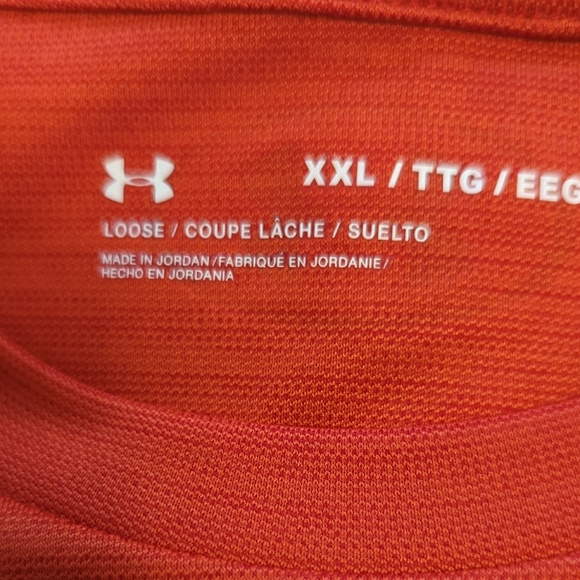 XXL / TTG / EEG
LOOSE / COUPE LÂCHE / SUELTO
MADE IN JORDAN / FABRIQUÉ EN JORDANIE /
HECHO EN JORDANIA